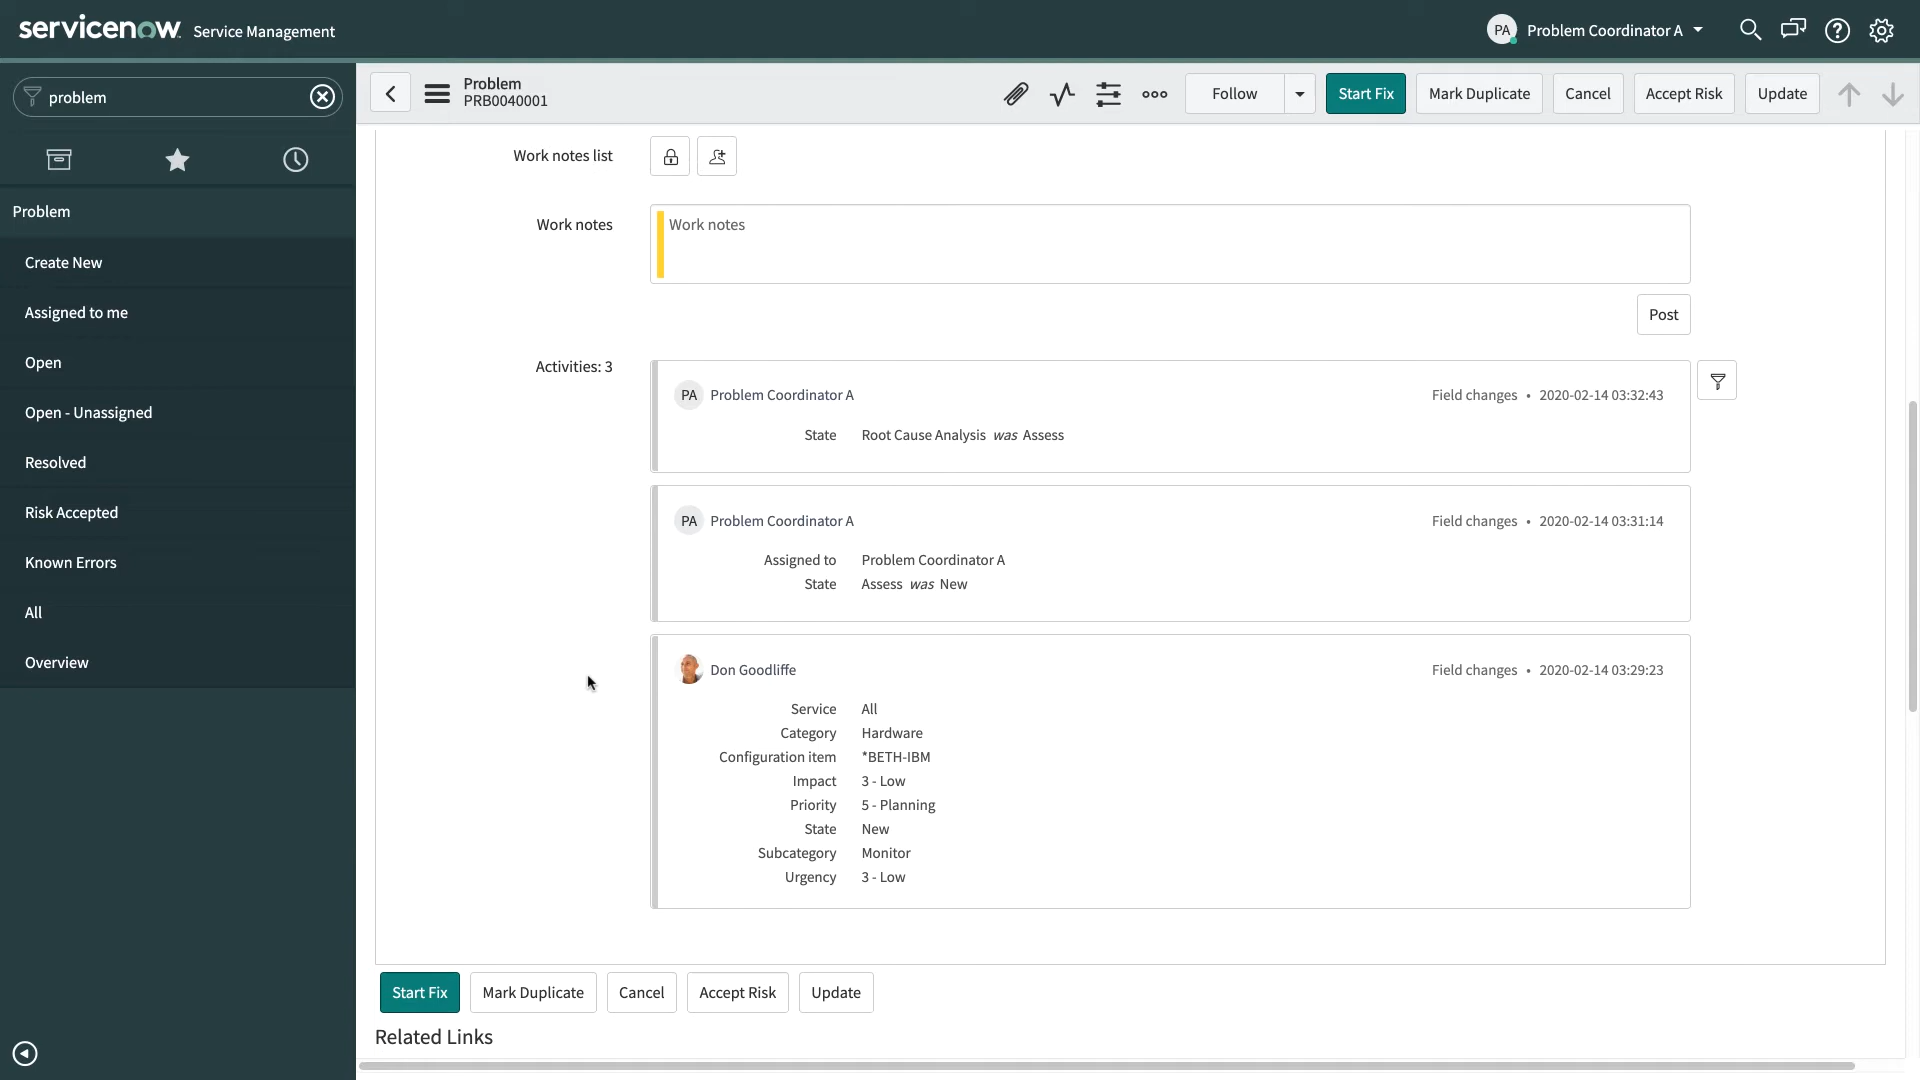 servicenow. Service Management
PA Problem Coordinator A
problem
Problem
PRB0040001
Follow
Start Fix
Mark Duplicate
Cancel
Accept Risk
Update
Problem
Create New
Assigned to me
Open
Open - Unassigned
Resolved
Risk Accepted
Known Errors
All
Overview
Work notes list
Work notes
Work notes
Post
Activities: 3
PA Problem Coordinator A Field changes • 2020-02-14 03:32:43
State Root Cause Analysis was Assess
PA Problem Coordinator A Field changes • 2020-02-14 03:31:14
Assigned to Problem Coordinator A
State Assess was New
Don Goodliffe Field changes • 2020-02-14 03:29:23
Service All
Category Hardware
Configuration item *BETH-IBM
Impact 3 - Low
Priority 5 - Planning
State New
Subcategory Monitor
Urgency 3 - Low
Start Fix
Mark Duplicate
Cancel
Accept Risk
Update
Related Links